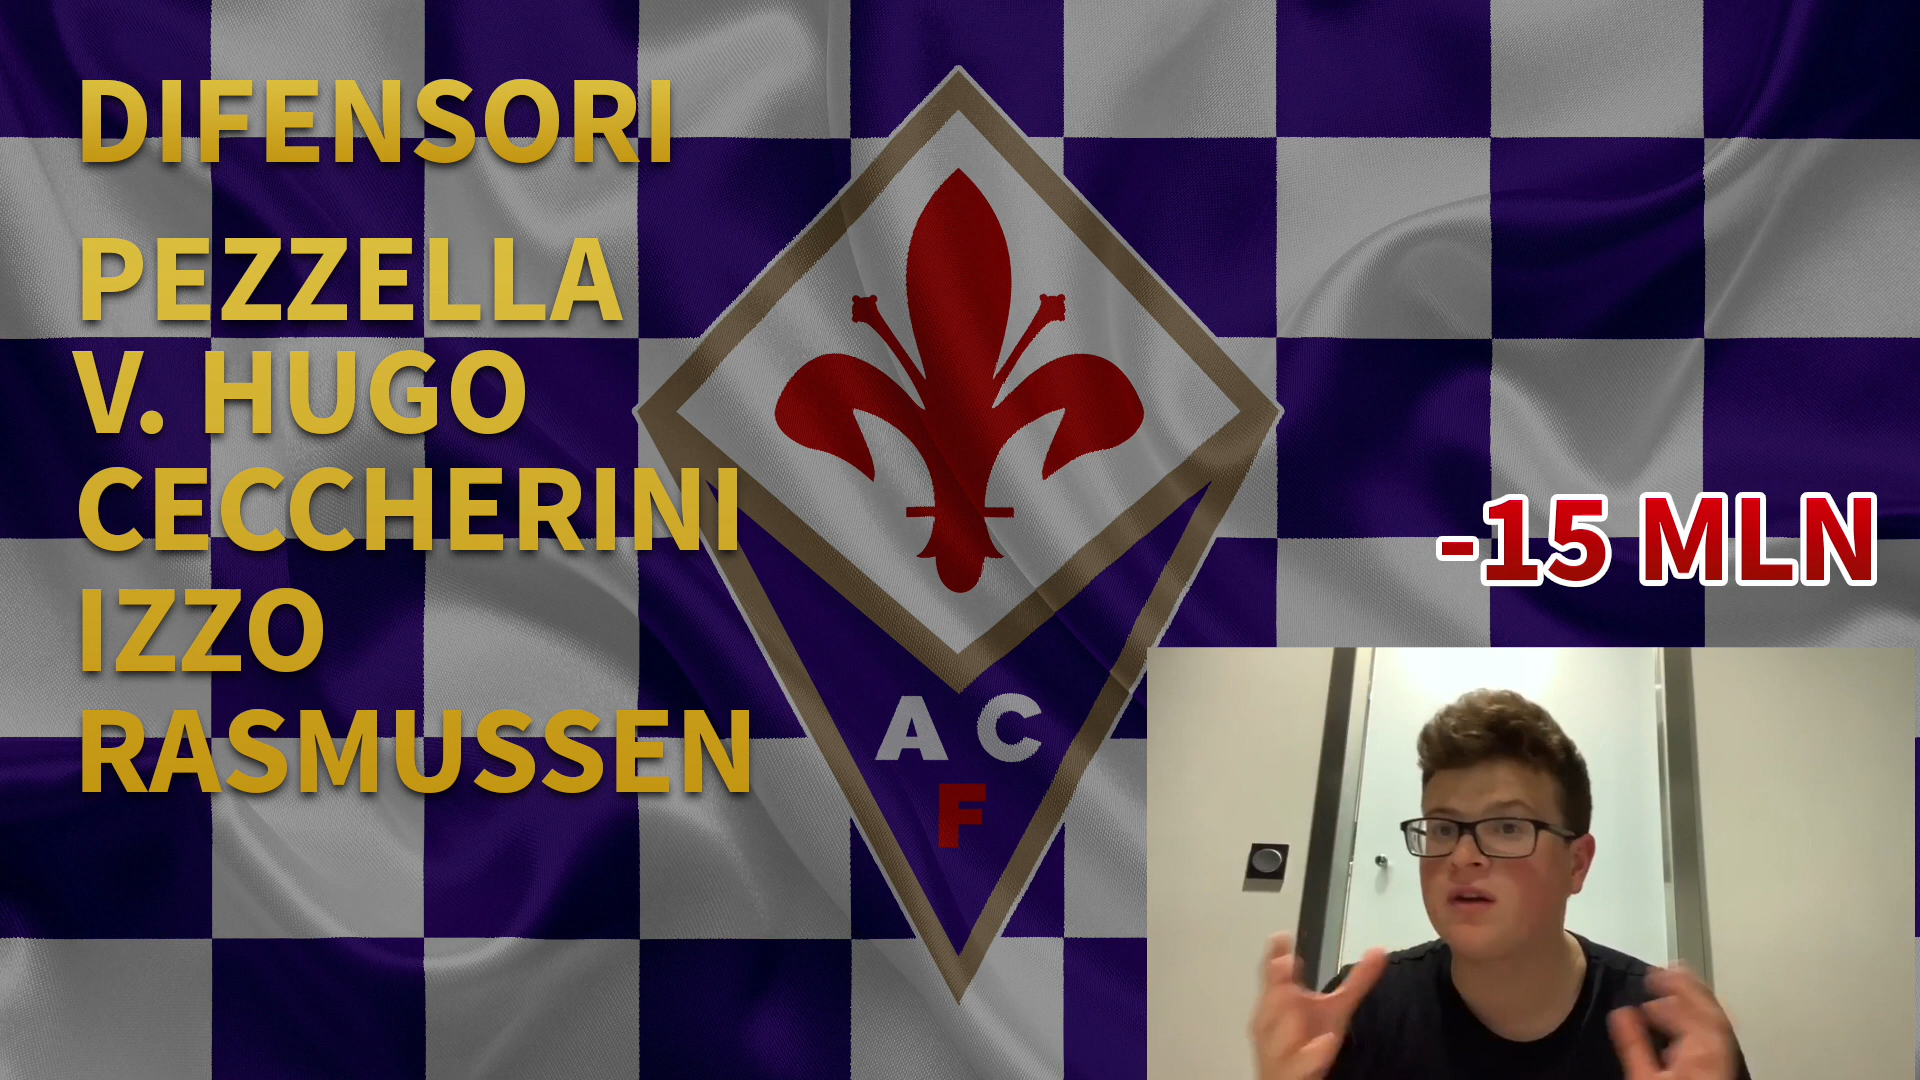 DIFENSORI
PEZZELLA
V. HUGO
CECCHERINI
IZZO
RASMUSSEN
-15 MLN
A C
F